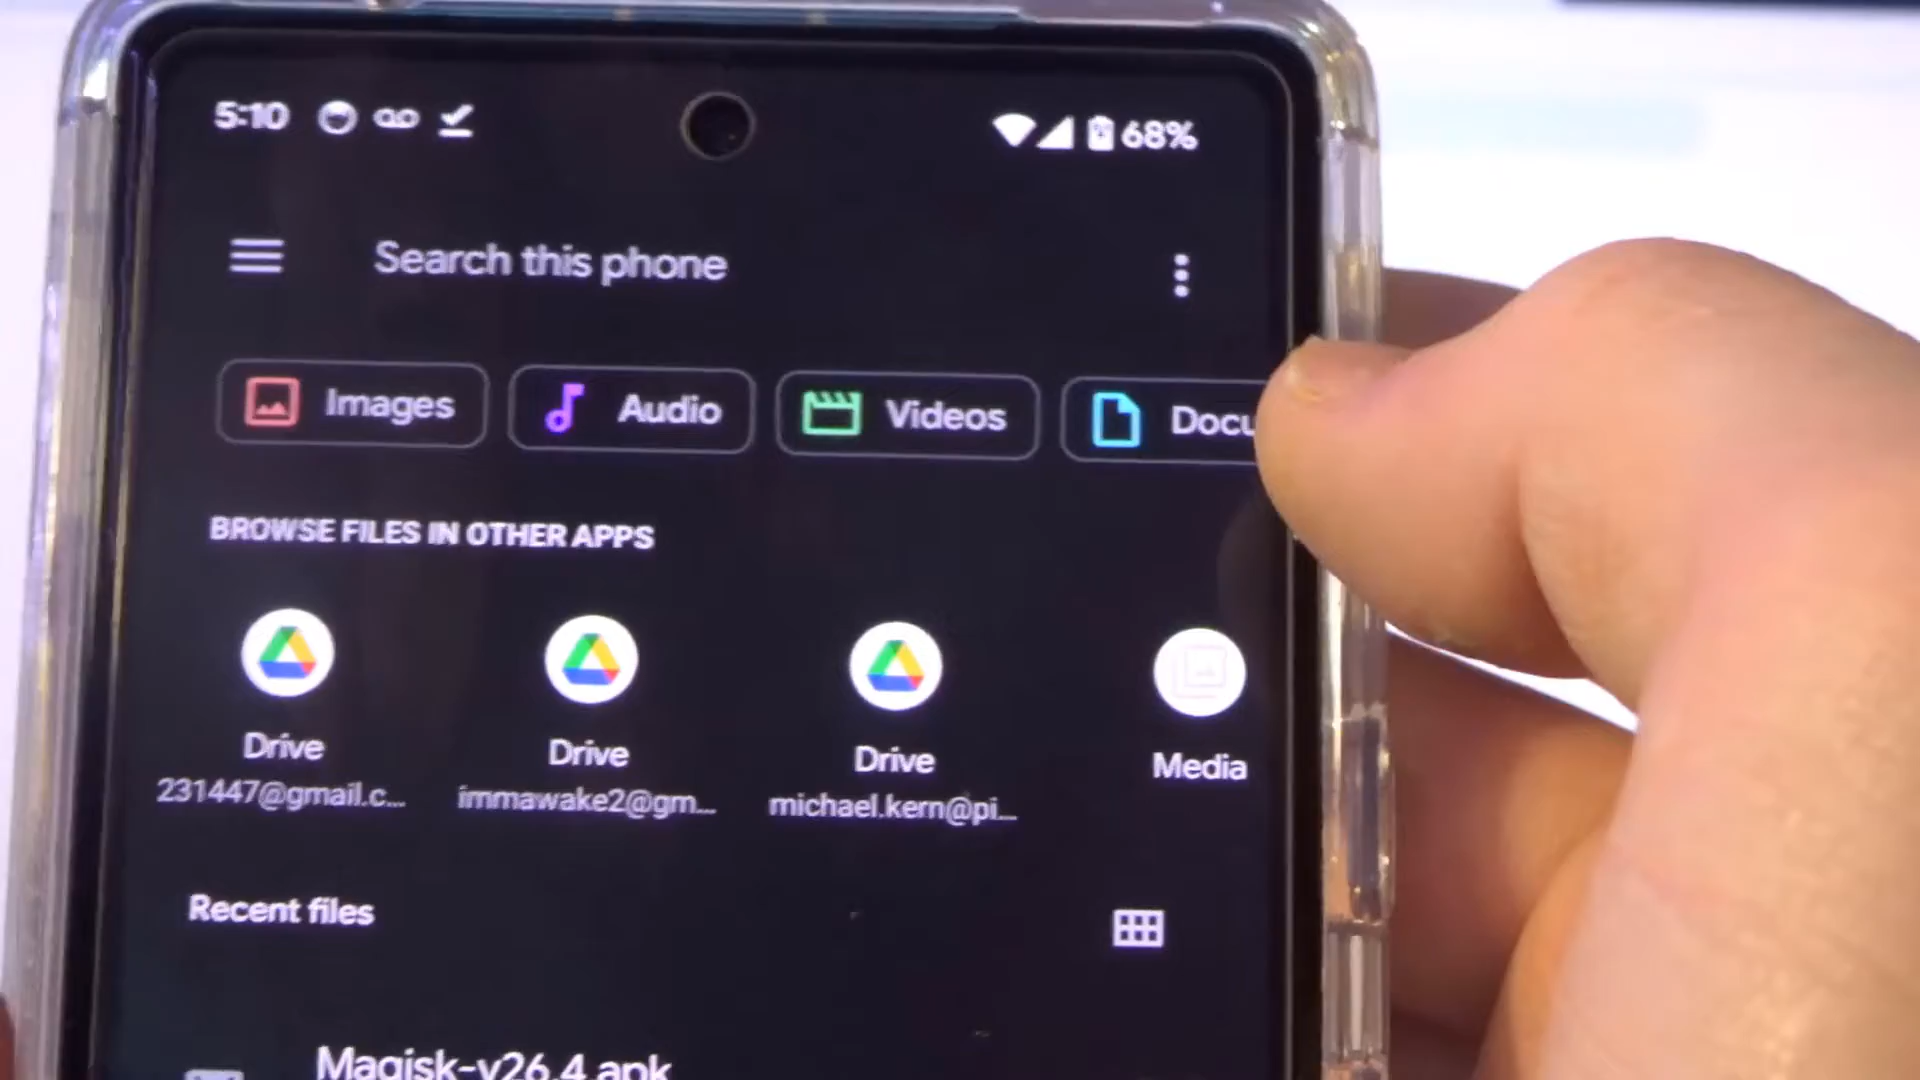 5:10 68%
Search this phone
Images Audio Videos Docu
BROWSE FILES IN OTHER APPS
Drive Drive Drive Media
231447@gmail.c... immawake2@gm... michael.kern@pi...
Recent files
Magisk-v26.4.apk